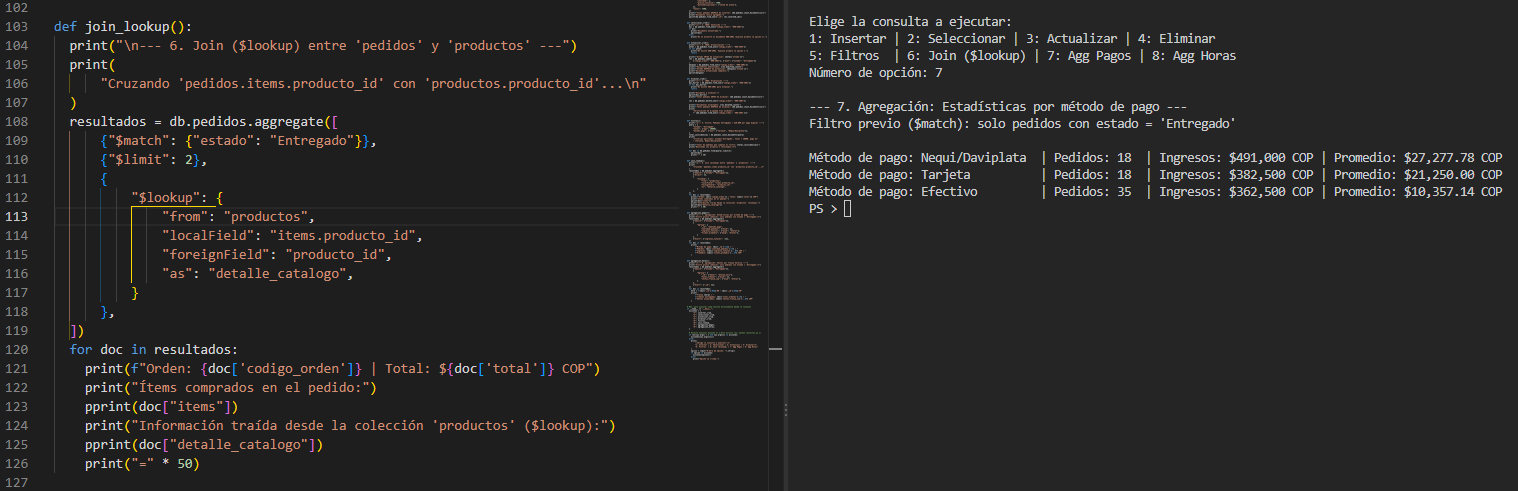 102
103 def join_lookup():
104 print("\n--- 6. Join ($lookup) entre 'pedidos' y 'productos' ---")
105 print(
106 "Cruzando 'pedidos.items.producto_id' con 'productos.producto_id'...\n"
107 )
108 resultados = db.pedidos.aggregate([
109 {"$match": {"estado": "Entregado"}},
110 {"$limit": 2},
111 {
112 "$lookup": {
113 "from": "productos",
114 "localField": "items.producto_id",
115 "foreignField": "producto_id",
116 "as": "detalle_catalogo",
117 }
118 },
119 ])
120 for doc in resultados:
121 print(f"Orden: {doc['codigo_orden']} | Total: ${doc['total']} COP")
122 print("Ítems comprados en el pedido:")
123 pprint(doc["items"])
124 print("Información traída desde la colección 'productos' ($lookup):")
125 pprint(doc["detalle_catalogo"])
126 print("=" * 50)
127
Elige la consulta a ejecutar:
1: Insertar | 2: Seleccionar | 3: Actualizar | 4: Eliminar
5: Filtros | 6: Join ($lookup) | 7: Agg Pagos | 8: Agg Horas
Número de opción: 7
--- 7. Agregación: Estadísticas por método de pago ---
Filtro previo ($match): solo pedidos con estado = 'Entregado'
Método de pago: Nequi/Daviplata | Pedidos: 18 | Ingresos: $491,000 COP | Promedio: $27,277.78 COP
Método de pago: Tarjeta | Pedidos: 18 | Ingresos: $382,500 COP | Promedio: $21,250.00 COP
Método de pago: Efectivo | Pedidos: 35 | Ingresos: $362,500 COP | Promedio: $10,357.14 COP
PS >